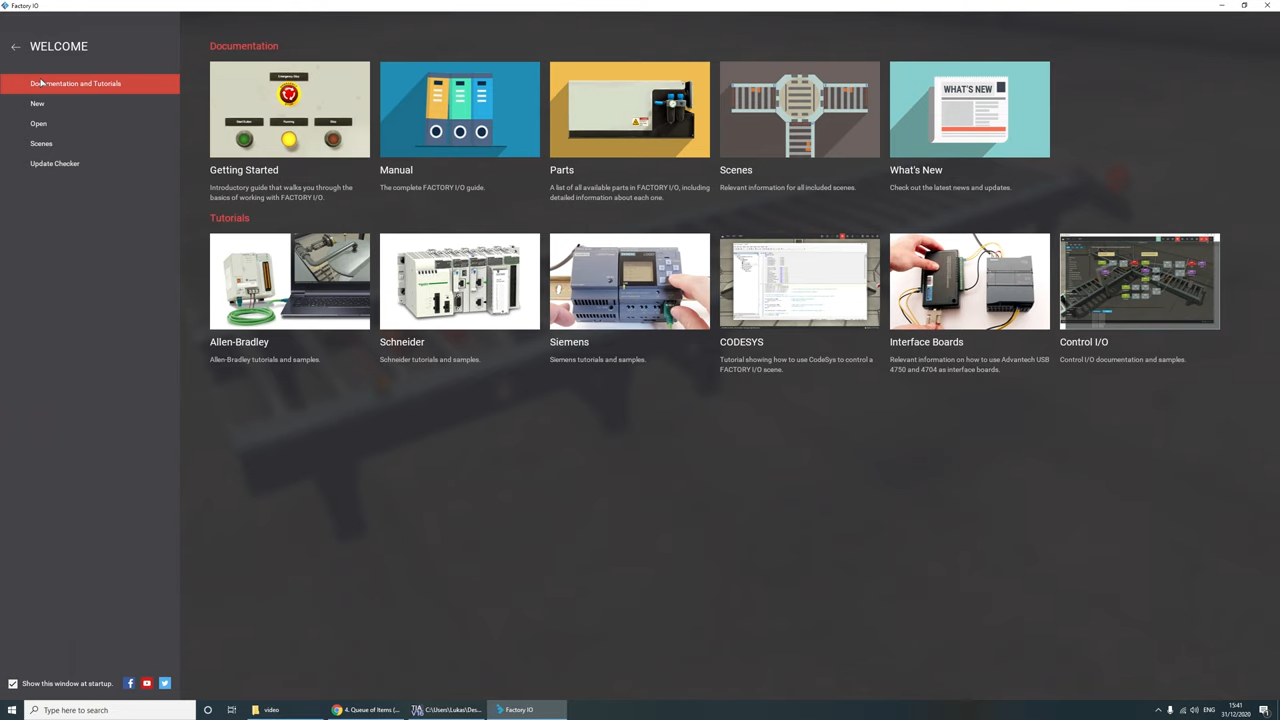 Factory IO
WELCOME
Documentation and Tutorials
New
Open
Scenes
Update Checker
Documentation
Emergency Stop
Running
Stop
WHAT'S NEW
Getting Started
Manual
Parts
Scenes
What's New
Introductory guide that walks you through the
basics of working with FACTORY I/O.
The complete FACTORY I/O guide.
A list of all available parts in FACTORY I/O, including
detailed information about each one.
Relevant information for all included scenes.
Check out the latest news and updates.
Tutorials
Allen-Bradley
Schneider
Siemens
CODESYS
Interface Boards
Control I/O
Allen-Bradley tutorials and samples.
Schneider tutorials and samples.
Siemens tutorials and samples.
Tutorial showing how to use CodeSys to control a
FACTORY I/O scene.
Relevant information on how to use Advantech USB
4750 and 4704 as interface boards.
Control I/O documentation and samples.
Show this window at startup.
Type here to search
video
4. Queue of Items (...
C:\Users\Lukas\Des...
Factory IO
ENG
15:41
31/12/2020